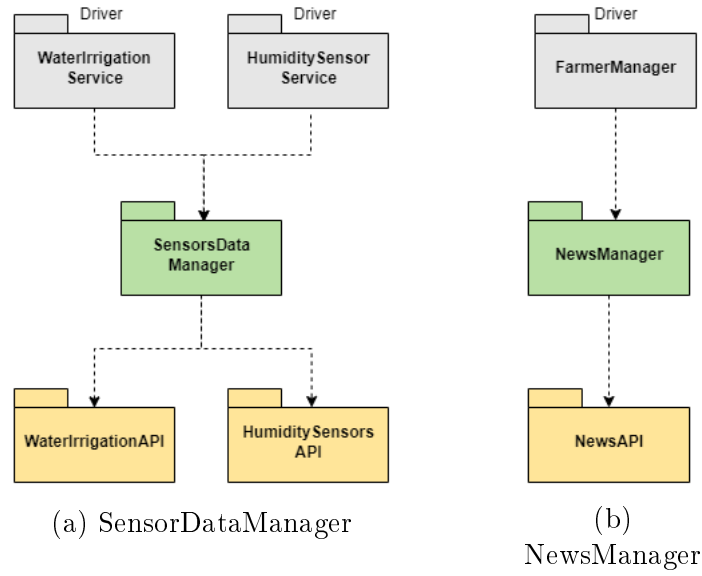 Driver
WaterIrrigation
Service
Driver
HumiditySensor
Service
SensorsData
Manager
WaterIrrigationAPI
HumiditySensors
API
(a) SensorDataManager
Driver
FarmerManager
NewsManager
NewsAPI
(b)
NewsManager